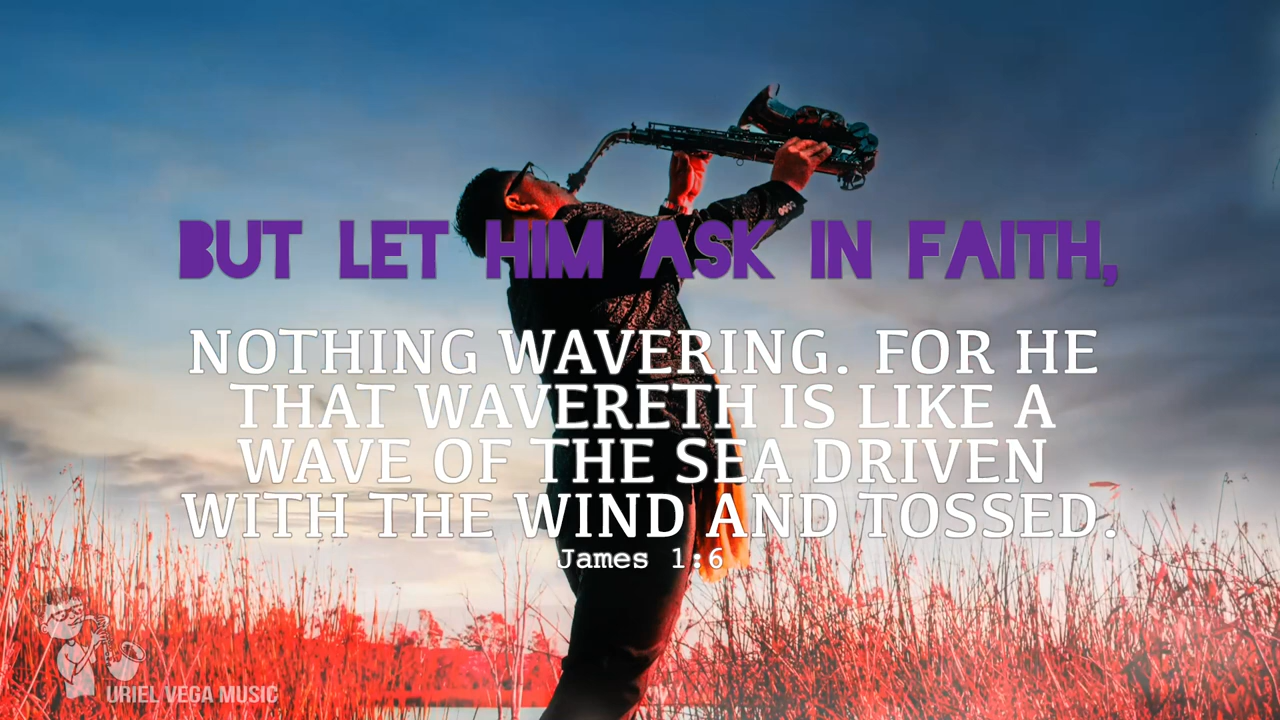 BUT LET HIM ASK IN FAITH,
NOTHING WAVERING. FOR HE
THAT WAVERETH IS LIKE A
WAVE OF THE SEA DRIVEN
WITH THE WIND AND TOSSED.
James 1:6
URIEL VEGA MUSIC